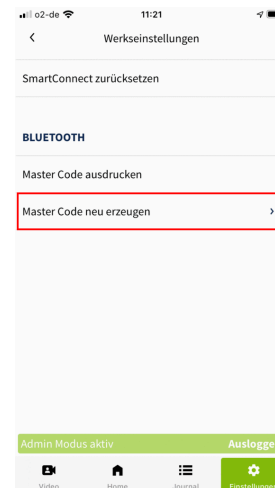 o2-de 11:21
Werkseinstellungen
SmartConnect zurücksetzen
BLUETOOTH
Master Code ausdrucken
Master Code neu erzeugen
Admin Modus aktiv Auslogge
Video Home Journal Einstellungen